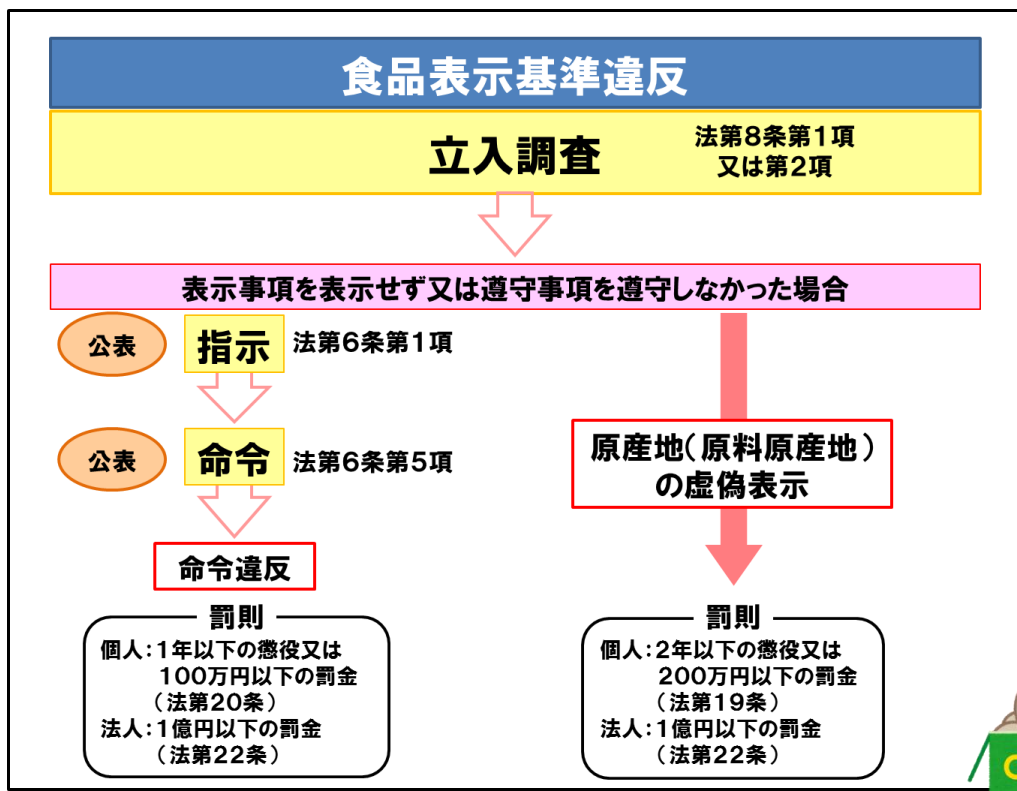 食品表示基準違反
立入調査
法第8条第1項
又は第2項
表示事項を表示せず又は遵守事項を遵守しなかった場合
公表
指示
法第6条第1項
公表
命令
法第6条第5項
命令違反
罰則
個人：1年以下の懲役又は
100万円以下の罰金
（法第20条）
法人：1億円以下の罰金
（法第22条）
原産地（原料原産地）
の虚偽表示
罰則
個人：2年以下の懲役又は
200万円以下の罰金
（法第19条）
法人：1億円以下の罰金
（法第22条）